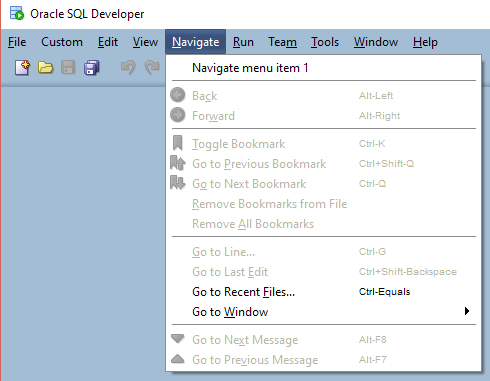 Oracle SQL Developer
File Custom Edit View Navigate Run Team Tools Window Help
Navigate menu item 1
Back Alt-Left
Forward Alt-Right
Toggle Bookmark Ctrl-K
Go to Previous Bookmark Ctrl+Shift-Q
Go to Next Bookmark Ctrl-Q
Remove Bookmarks from File
Remove All Bookmarks
Go to Line... Ctrl-G
Go to Last Edit Ctrl+Shift-Backspace
Go to Recent Files... Ctrl-Equals
Go to Window
Go to Next Message Alt-F8
Go to Previous Message Alt-F7